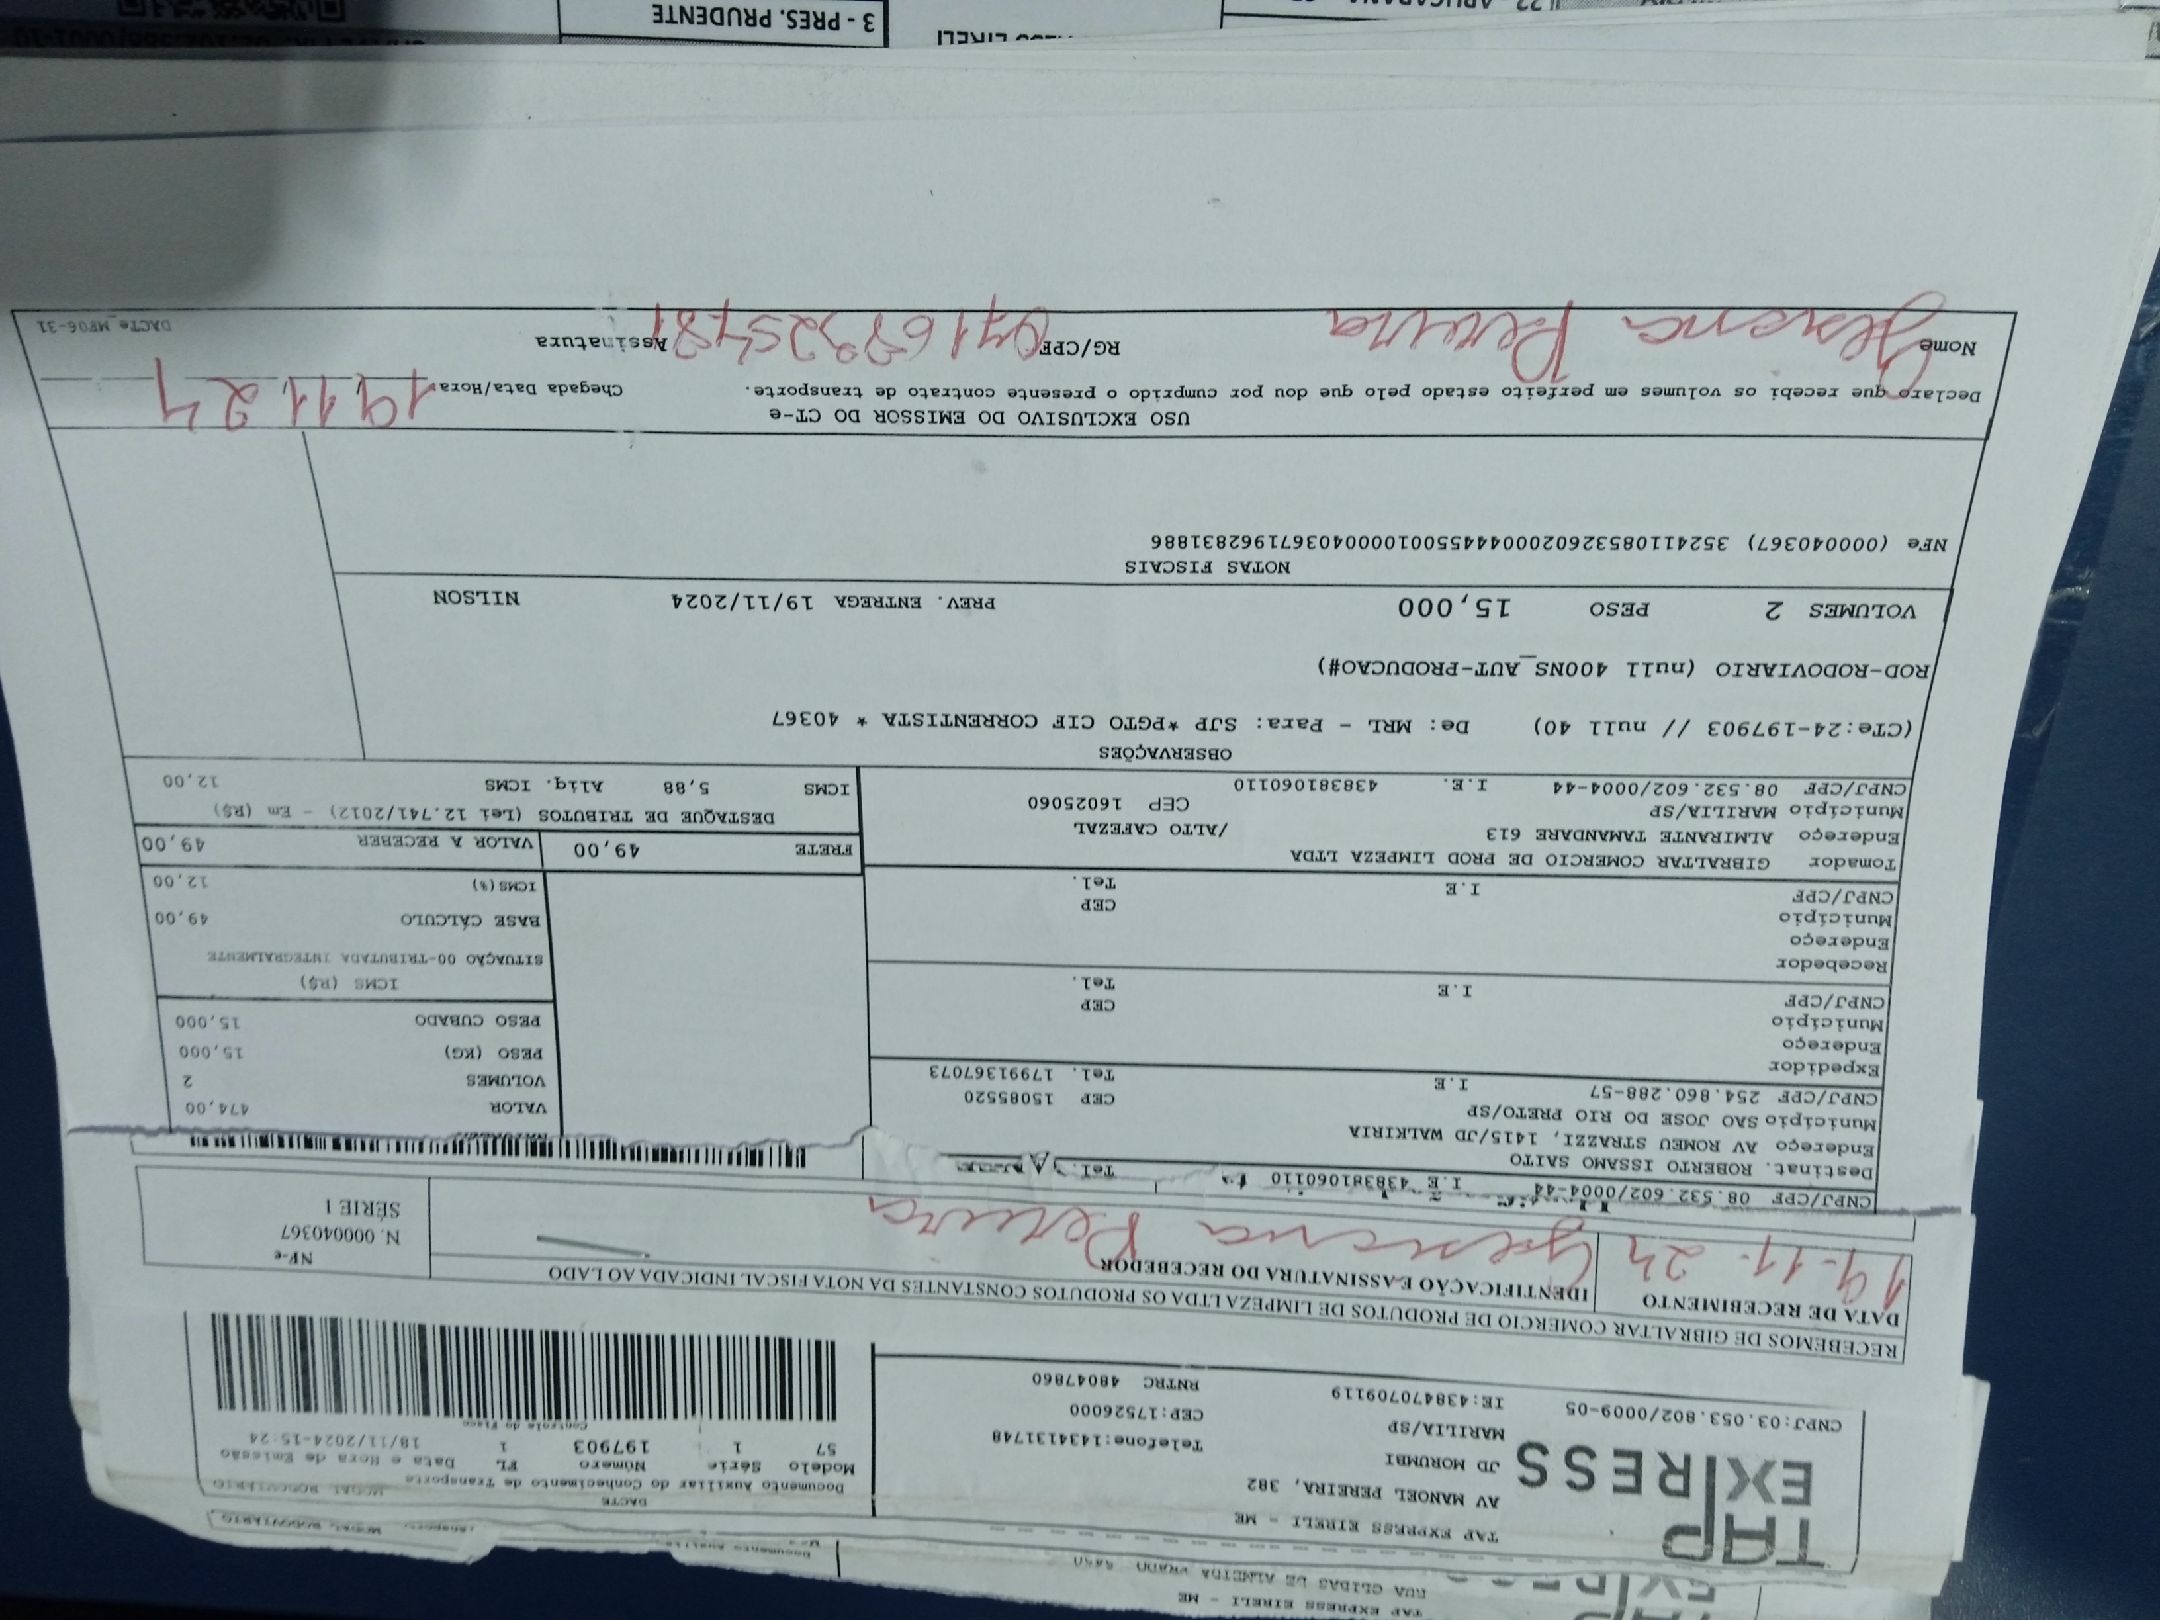 TAP EXPRESS EIRELI - ME
TAP
EXPRESS
TAP EXPRESS EIRELI - ME
AV MANOEL PEREIRA, 382
JD MORUMBI
MARILIA/SP
Telefone:1434131748
CEP:17526000
CNPJ:03.053.802/0009-05 IE:438470709119 RNTRC 48047860
DACTE
Documento Auxiliar do Conhecimento de Transporte
MODAL RODOVIÁRIO
Modelo Série Número FL Data e Hora de Emissão
57 1 197903 1 18/11/2024-15:24
Controle do Fisco
RECEBEMOS DE GIBRALTAR COMERCIO DE PRODUTOS DE LIMPEZA LTDA OS PRODUTOS CONSTANTES DA NOTA FISCAL INDICADA AO LADO
DATA DE RECEBIMENTO
19-11-24
IDENTIFICAÇÃO E ASSINATURA DO RECEBEDOR
Pereira
NF-e
N. 000040367
SÉRIE 1
CNPJ/CPF 08.532.602/0004-44 I.E 438381060110 Tel.
Destinat. ROBERTO ISSAMO SAITO
Endereço AV ROMEU STRAZZI, 1415/JD WALKIRIA
Município SAO JOSE DO RIO PRETO/SP CEP 15085520
CNPJ/CPF 254.860.288-57 I.E Tel. 17991367073
Expedidor
Endereço
Município CEP
CNPJ/CPF I.E Tel.
Recebedor
Endereço
Município CEP
CNPJ/CPF I.E Tel.
Tomador GIBRALTAR COMERCIO DE PROD LIMPEZA LTDA
Endereço ALMIRANTE TAMANDARE 613 /ALTO CAFEZAL
Município MARILIA/SP CEP 16025060
CNPJ/CPF 08.532.602/0004-44 I.E. 438381060110
VALOR 474,00
VOLUMES 2
PESO (KG) 15,000
PESO CUBADO 15,000
ICMS (R$)
SITUAÇÃO 00-TRIBUTADA INTEGRALMENTE
BASE CÁLCULO 49,00
ICMS(%) 12,00
FRETE 49,00 VALOR A RECEBER 49,00
DESTAQUE DE TRIBUTOS (Lei 12.741/2012) - Em (R$)
ICMS 5,88 Aliq. ICMS 12,00
OBSERVAÇÕES
(CTe:24-197903 // null 40) De: MRL - Para: SJP *PGTO CIF CORRENTISTA * 40367
ROD-RODOVIARIO (null 400NS_AUT-PRODUCAO#)
VOLUMES 2 PESO 15,000 PREV. ENTREGA 19/11/2024 NILSON
NOTAS FISCAIS
NFe (000040367) 35241108532602000444550010000403671962831886
USO EXCLUSIVO DO EMISSOR DO CT-e
Declaro que recebi os volumes em perfeito estado pelo que dou por cumprido o presente contrato de transporte.
Chegada Data/Hora 19 11 24
Nome Pereira RG/CPF Assinatura
DACTe_MF06-31
3 - PRES. PRUDENTE
EIRELI